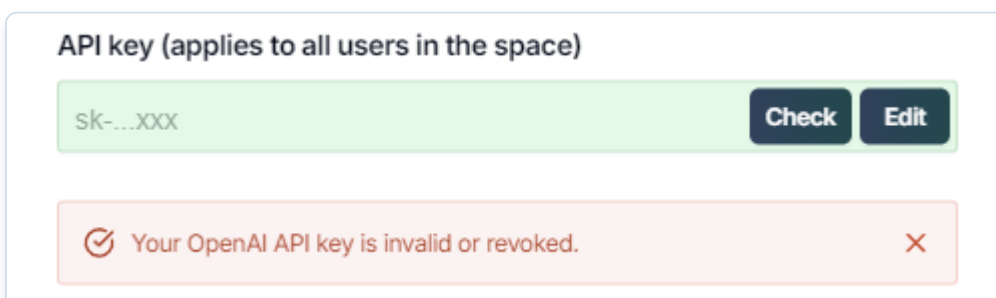 API key (applies to all users in the space)
sk-...xxx
Check
Edit
Your OpenAI API key is invalid or revoked.